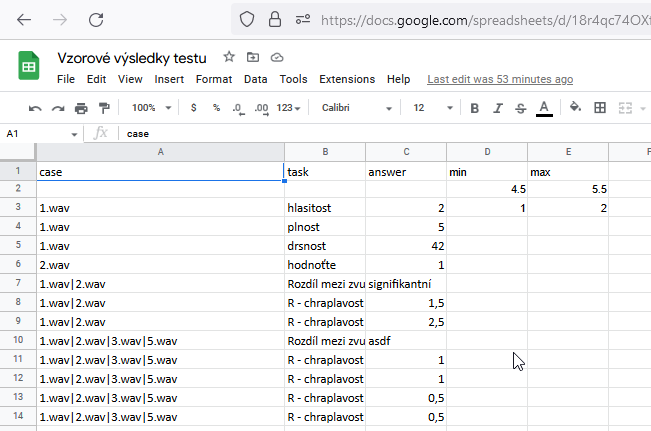 https://docs.google.com/spreadsheets/d/18r4qc74OX
Vzorové výsledky testu
File Edit View Insert Format Data Tools Extensions Help Last edit was 53 minutes ago
100% $ % .0 .00 123 Calibri 12 B I S A
A1 fx case
A B C D E F
1 case task answer min max
2 4.5 5.5
3 1.wav hlasitost 2 1 2
4 1.wav plnost 5
5 1.wav drsnost 42
6 2.wav hodnoťte 1
7 1.wav|2.wav Rozdíl mezi zvu signifikantní
8 1.wav|2.wav R - chraplavost 1,5
9 1.wav|2.wav R - chraplavost 2,5
10 1.wav|2.wav|3.wav|5.wav Rozdíl mezi zvu asdf
11 1.wav|2.wav|3.wav|5.wav R - chraplavost 1
12 1.wav|2.wav|3.wav|5.wav R - chraplavost 1
13 1.wav|2.wav|3.wav|5.wav R - chraplavost 0,5
14 1.wav|2.wav|3.wav|5.wav R - chraplavost 0,5